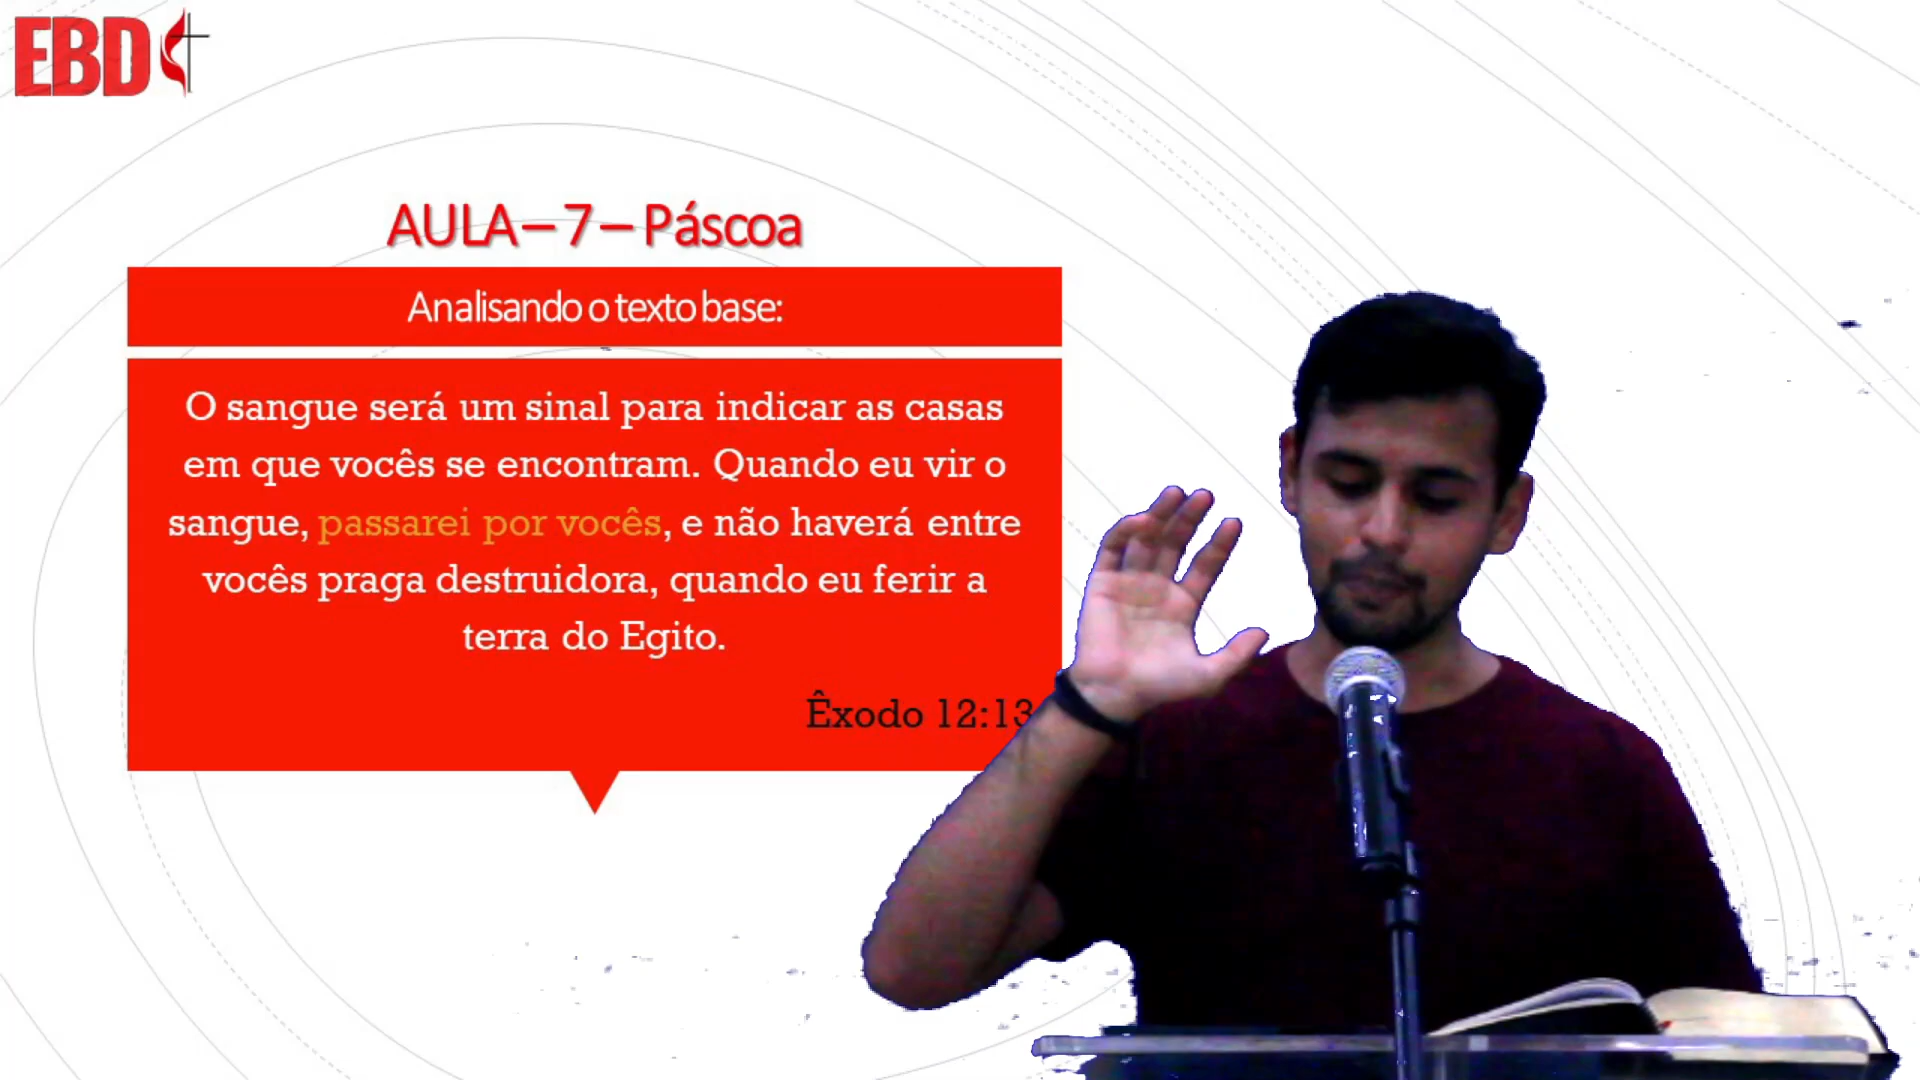 EBD
AULA – 7 – Páscoa
Analisando o texto base:
O sangue será um sinal para indicar as casas
em que vocês se encontram. Quando eu vir o
sangue, passarei por vocês, e não haverá entre
vocês praga destruidora, quando eu ferir a
terra do Egito.
Êxodo 12:13